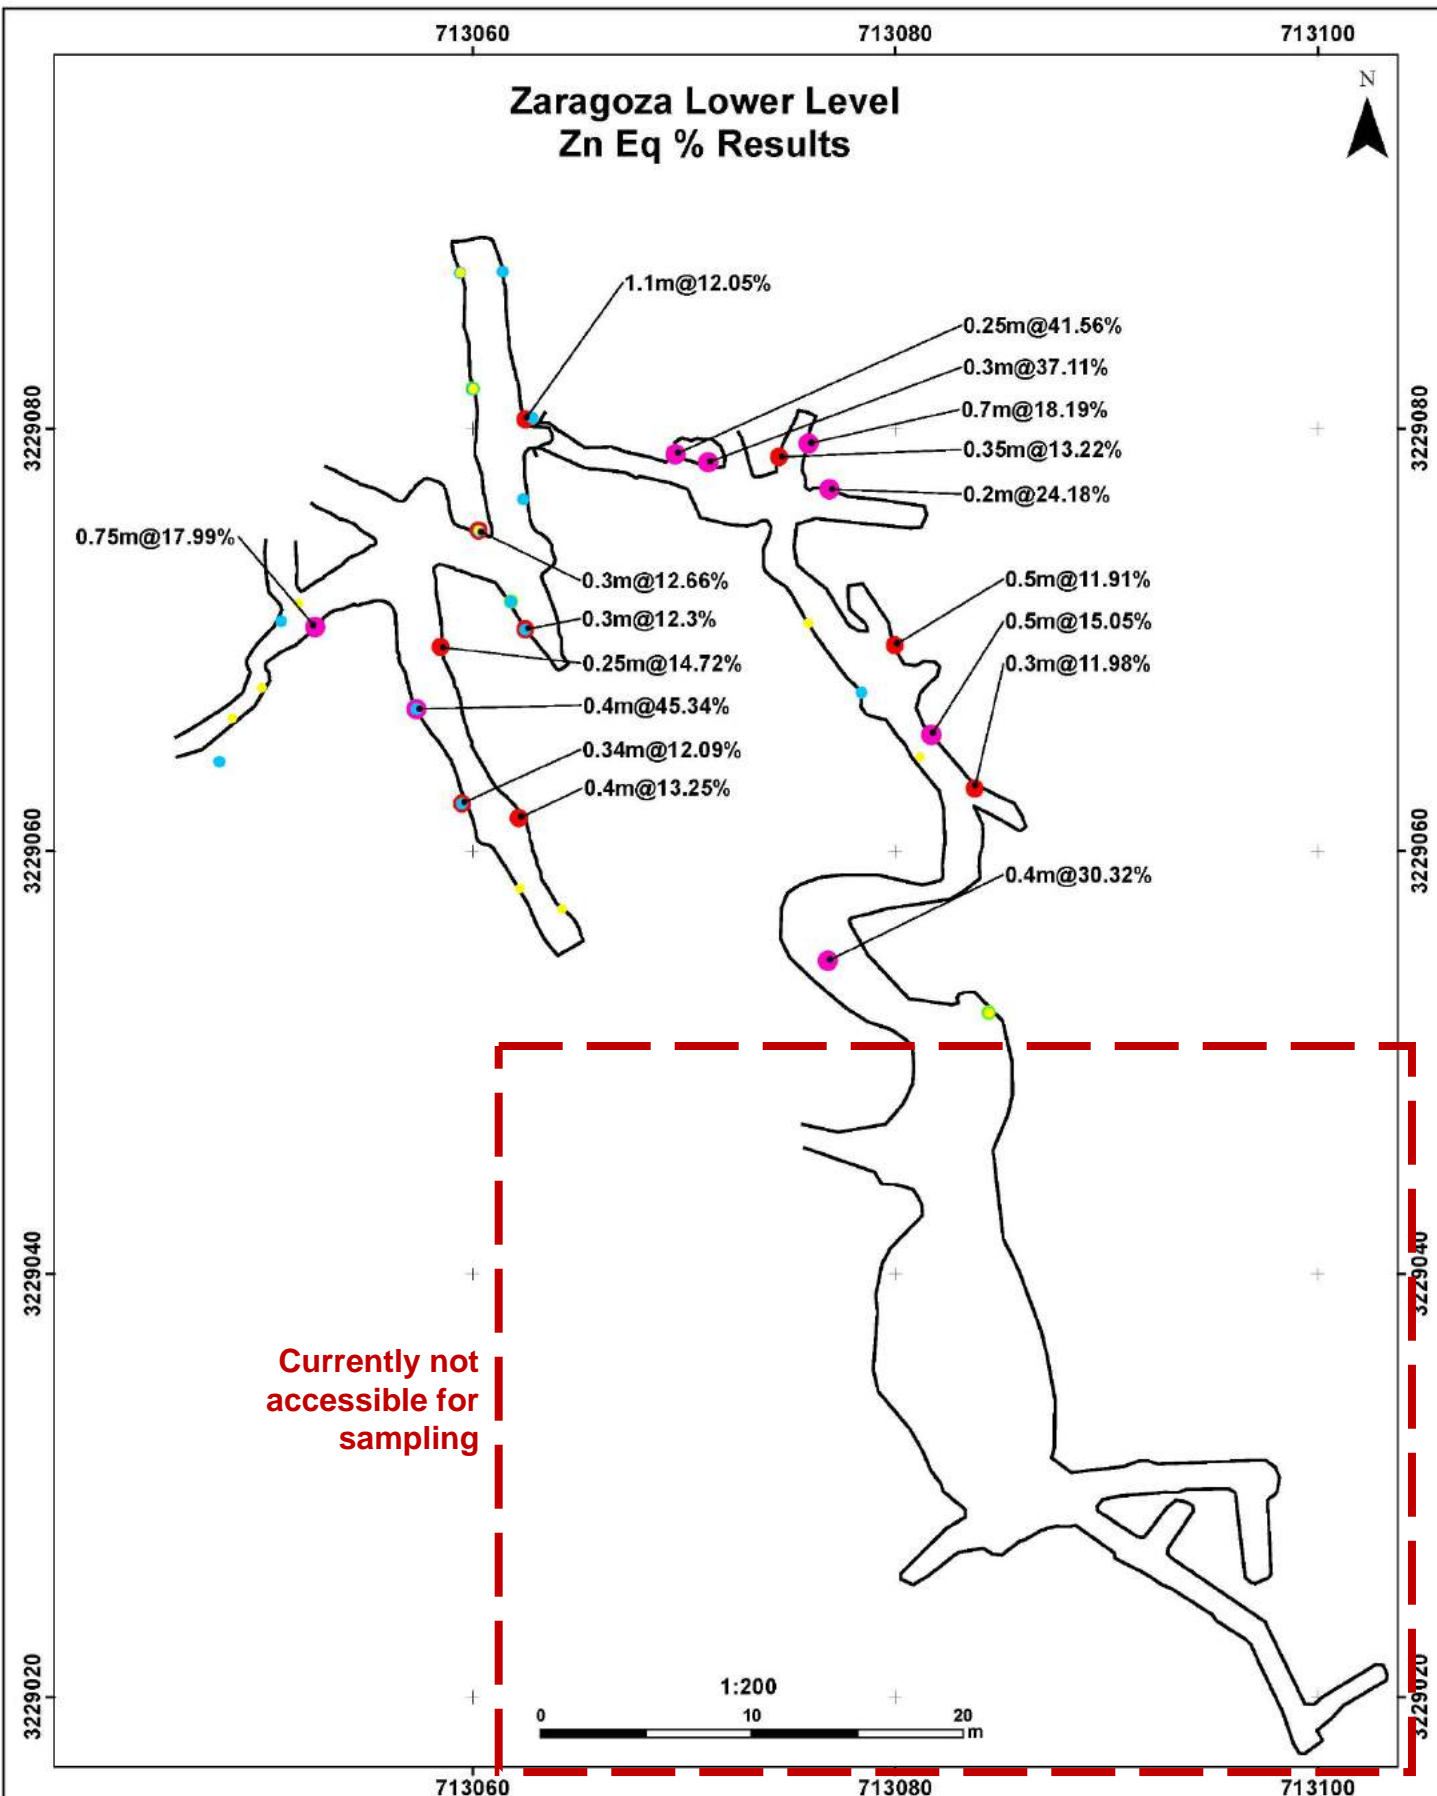 713060
713080
713100
Zaragoza Lower Level
Zn Eq % Results
N
1.1m@12.05%
0.25m@41.56%
0.3m@37.11%
0.7m@18.19%
0.35m@13.22%
0.2m@24.18%
3229080
3229080
0.75m@17.99%
0.3m@12.66%
0.3m@12.3%
0.25m@14.72%
0.4m@45.34%
0.34m@12.09%
0.4m@13.25%
0.5m@11.91%
0.5m@15.05%
0.3m@11.98%
3229060
3229060
0.4m@30.32%
3229040
3229040
Currently not
accessible for
sampling
3229020
3229020
1:200
0 10 20
m
713060
713080
713100